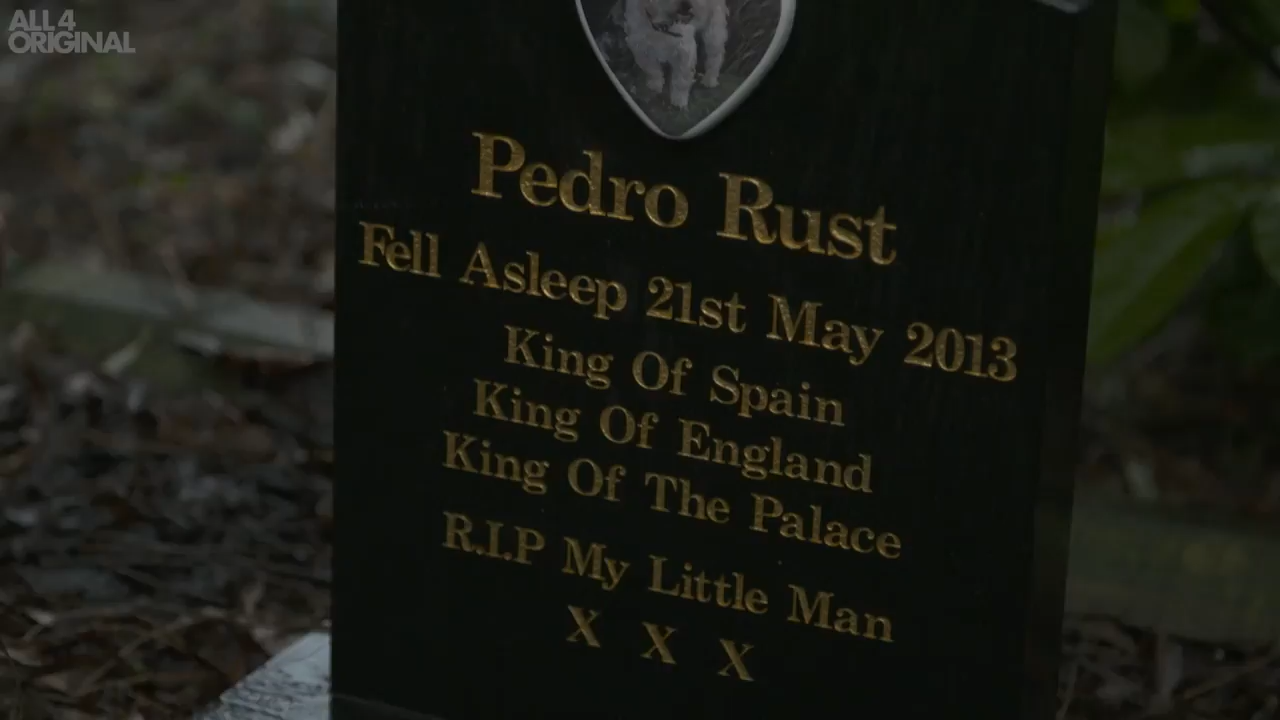 ALL 4
ORIGINAL
Pedro Rust
Fell Asleep 21st May 2013
King Of Spain
King Of England
King Of The Palace
R.I.P My Little Man
X X X